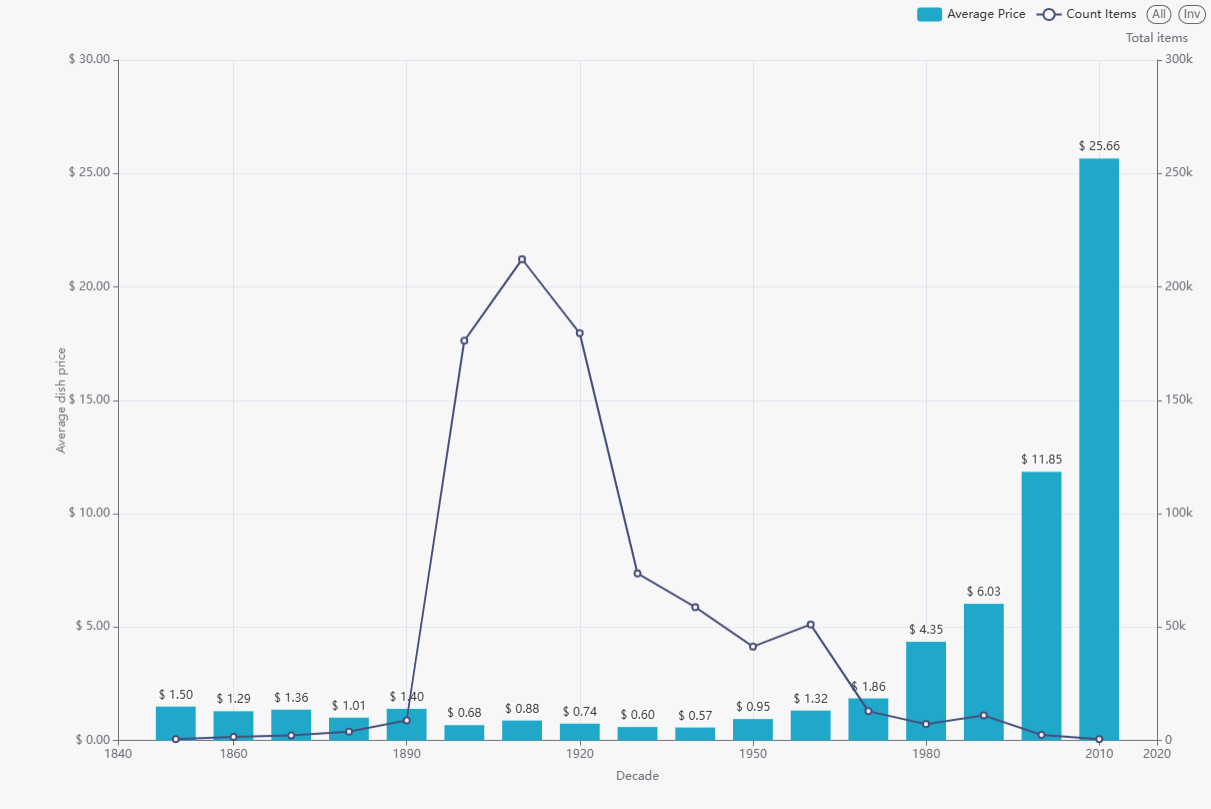 Average Price Count Items All Inv
Total items
$ 30.00 300k
$ 25.66
$ 25.00 250k
$ 20.00 200k
Average dish price
$ 15.00 150k
$ 11.85
$ 10.00 100k
$ 6.03
$ 5.00 50k
$ 4.35
$ 1.50 $ 1.29 $ 1.36 $ 1.01 $ 1.40 $ 0.68 $ 0.88 $ 0.74 $ 0.60 $ 0.57 $ 0.95 $ 1.32 $ 1.86
$ 0.00 0
1840 1860 1890 1920 1950 1980 2010 2020
Decade